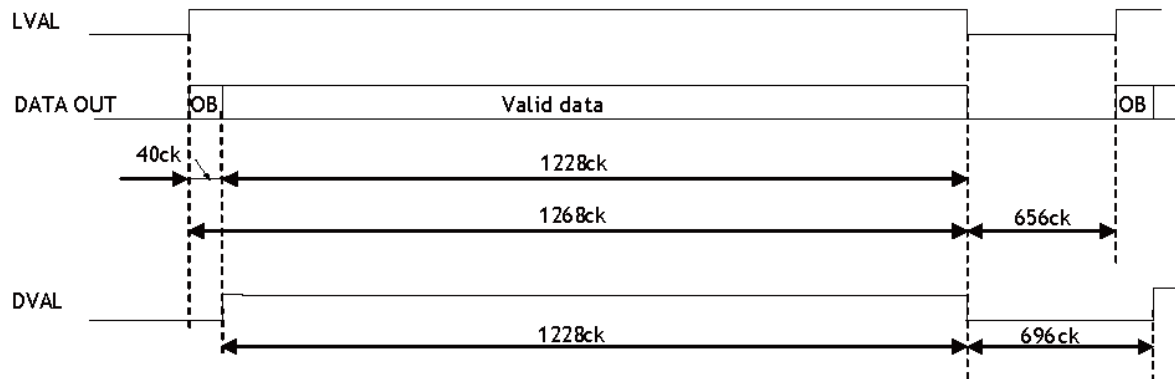 LVAL
DATA OUT
OB
Valid data
OB
40ck
1228ck
1268ck
656ck
DVAL
1228ck
696ck